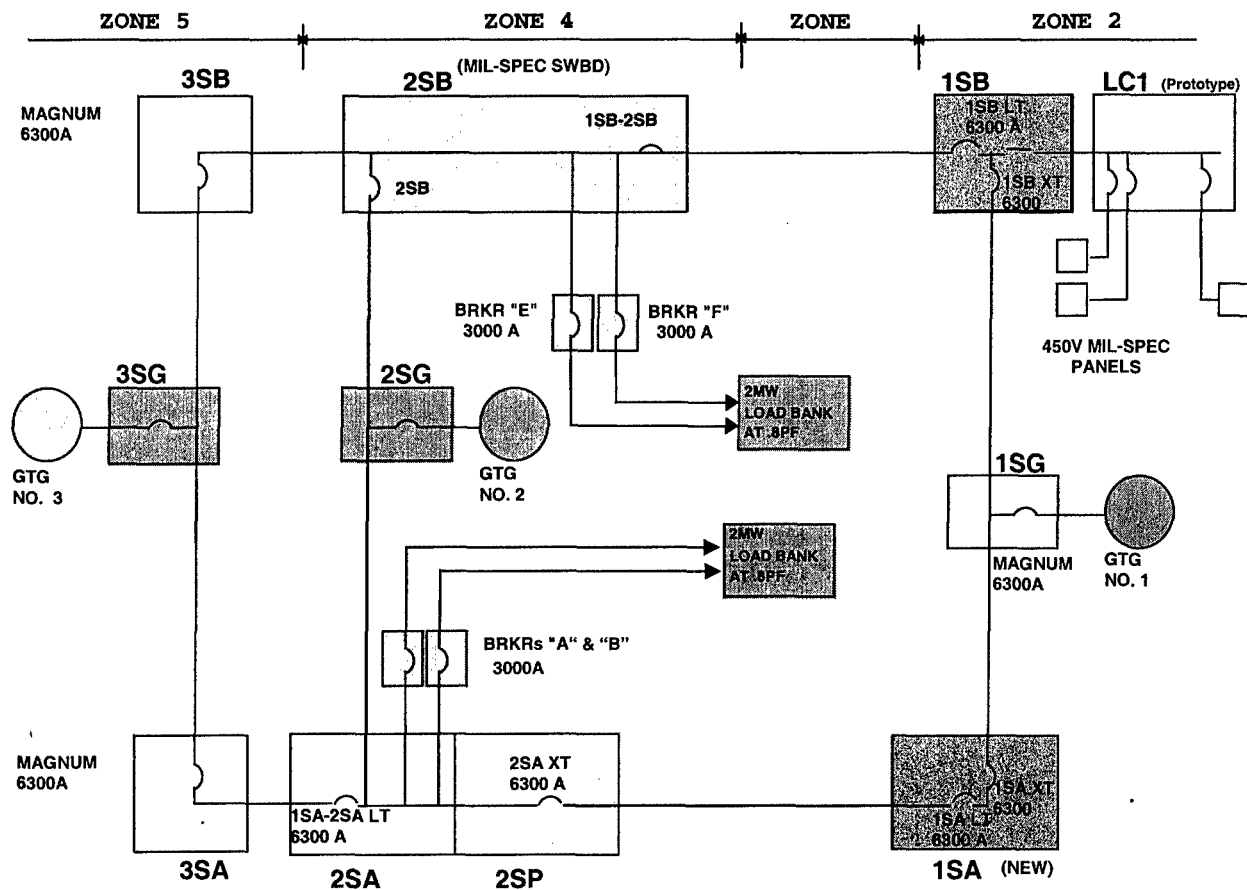 ZONE 5
ZONE 4
ZONE
ZONE 2
(MIL-SPEC SWBD)
3SB
2SB
1SB
LC1 (Prototype)
MAGNUM
6300A
1SB-2SB
1SB LT
6300 A
2SB
1SB XT
6300
BRKR "E"
3000 A
BRKR "F"
3000 A
450V MIL-SPEC
PANELS
3SG
2SG
2MW
LOAD BANK
AT .8PF
GTG
NO. 3
GTG
NO. 2
1SG
2MW
LOAD BANK
AT .8PF
MAGNUM
6300A
GTG
NO. 1
BRKRs "A" & "B"
3000A
MAGNUM
6300A
2SA XT
6300 A
1SA-2SA LT
6300 A
1SA XT
6300
1SA LT
6300 A
3SA
2SA
2SP
1SA (NEW)